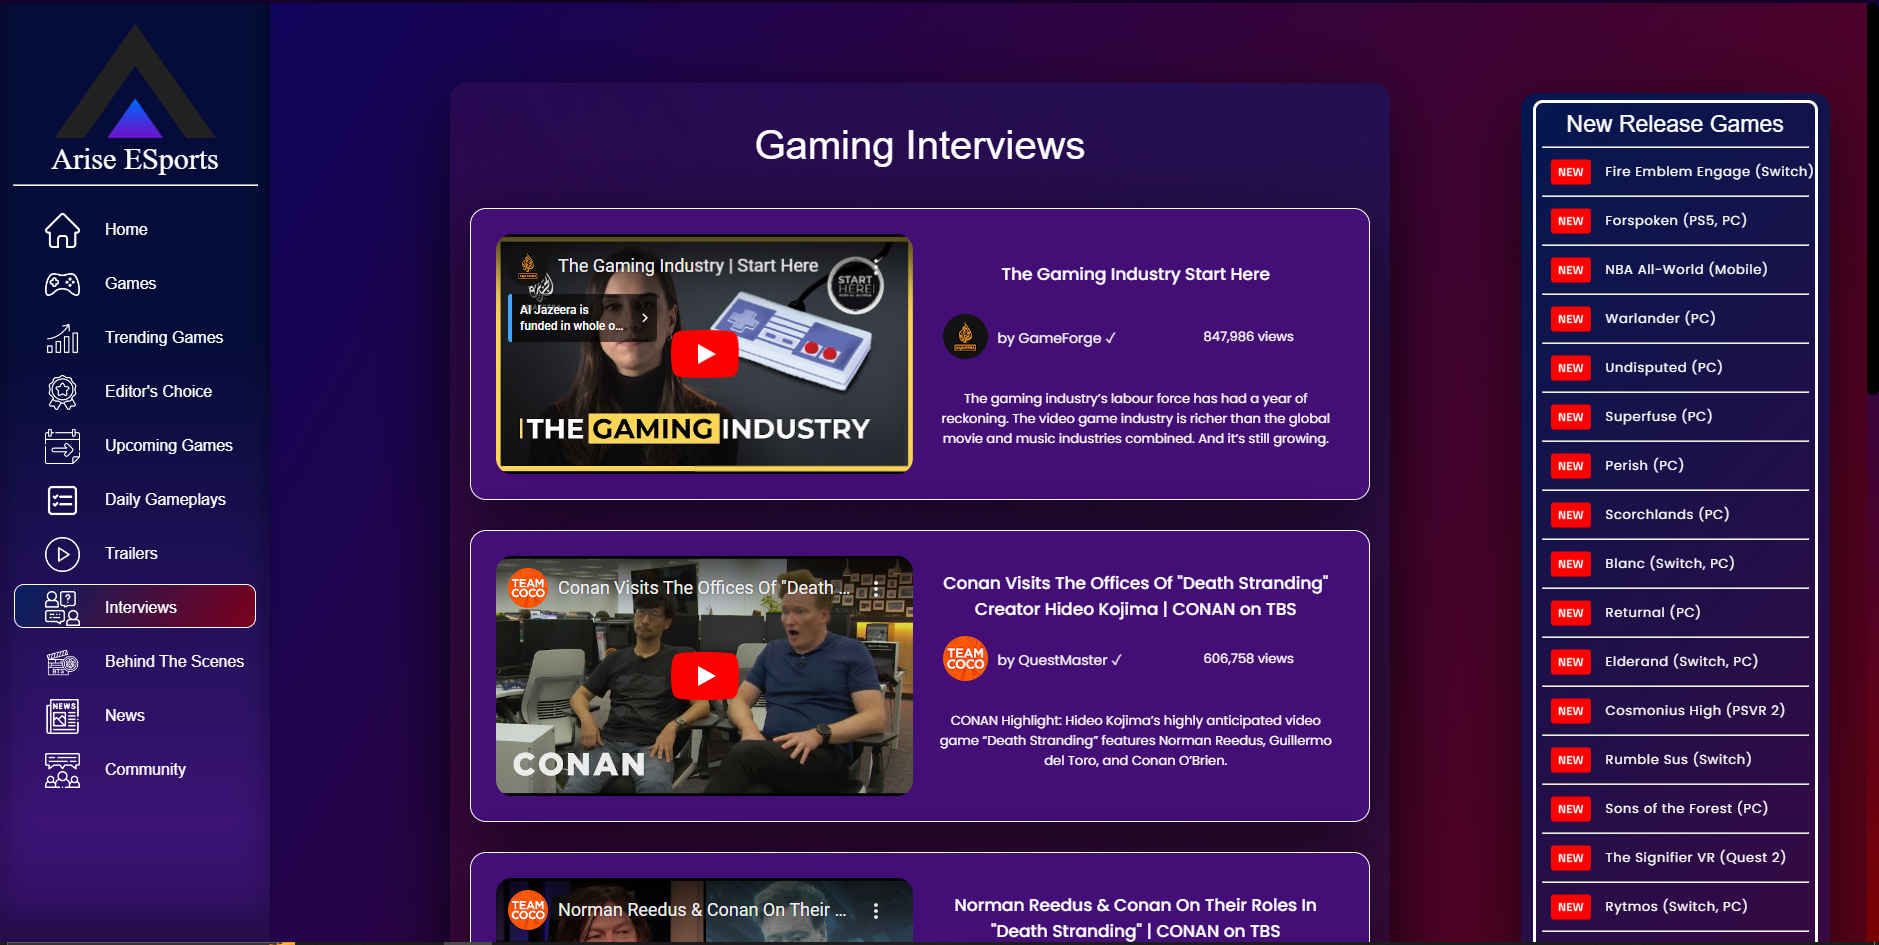 Arise ESports
Home
Games
Trending Games
Editor's Choice
Upcoming Games
Daily Gameplays
Trailers
Interviews
Behind The Scenes
NEWS
News
Community
Gaming Interviews
The Gaming Industry | Start Here
START
HERE
Al Jazeera is
funded in whole o...
THE GAMING INDUSTRY
The Gaming Industry Start Here
by GameForge ✓
847,986 views
The gaming industry’s labour force has had a year of
reckoning. The video game industry is richer than the global
movie and music industries combined. And it’s still growing.
TEAM
COCO
Conan Visits The Offices Of "Death ...
CONAN
Conan Visits The Offices Of "Death Stranding"
Creator Hideo Kojima | CONAN on TBS
TEAM
COCO
by QuestMaster ✓
606,758 views
CONAN Highlight: Hideo Kojima’s highly anticipated video
game “Death Stranding” features Norman Reedus, Guillermo
del Toro, and Conan O’Brien.
TEAM
COCO
Norman Reedus & Conan On Their ...
Norman Reedus & Conan On Their Roles In
"Death Stranding" | CONAN on TBS
New Release Games
NEW Fire Emblem Engage (Switch)
NEW Forspoken (PS5, PC)
NEW NBA All-World (Mobile)
NEW Warlander (PC)
NEW Undisputed (PC)
NEW Superfuse (PC)
NEW Perish (PC)
NEW Scorchlands (PC)
NEW Blanc (Switch, PC)
NEW Returnal (PC)
NEW Elderand (Switch, PC)
NEW Cosmonius High (PSVR 2)
NEW Rumble Sus (Switch)
NEW Sons of the Forest (PC)
NEW The Signifier VR (Quest 2)
NEW Rytmos (Switch, PC)